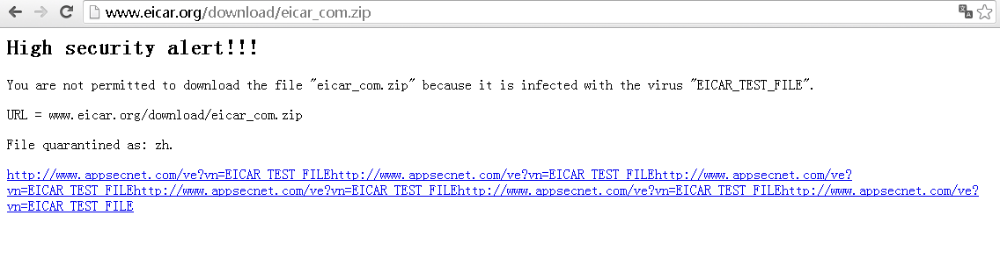 www.eicar.org/download/eicar_com.zip
High security alert!!!
You are not permitted to download the file "eicar_com.zip" because it is infected with the virus "EICAR_TEST_FILE".
URL = www.eicar.org/download/eicar_com.zip
File quarantined as: zh.
http://www.appsecnet.com/ve?vn=EICAR_TEST_FILEhttp://www.appsecnet.com/ve?vn=EICAR_TEST_FILEhttp://www.appsecnet.com/ve?
vn=EICAR_TEST_FILEhttp://www.appsecnet.com/ve?vn=EICAR_TEST_FILEhttp://www.appsecnet.com/ve?vn=EICAR_TEST_FILEhttp://www.appsecnet.com/ve?
vn=EICAR_TEST_FILE